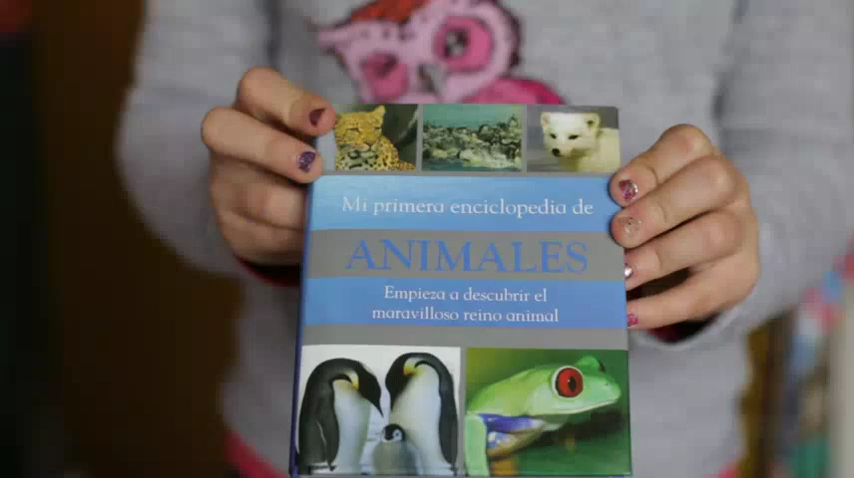 Mi primera enciclopedia de
ANIMALES
Empieza a descubrir el
maravilloso reino animal